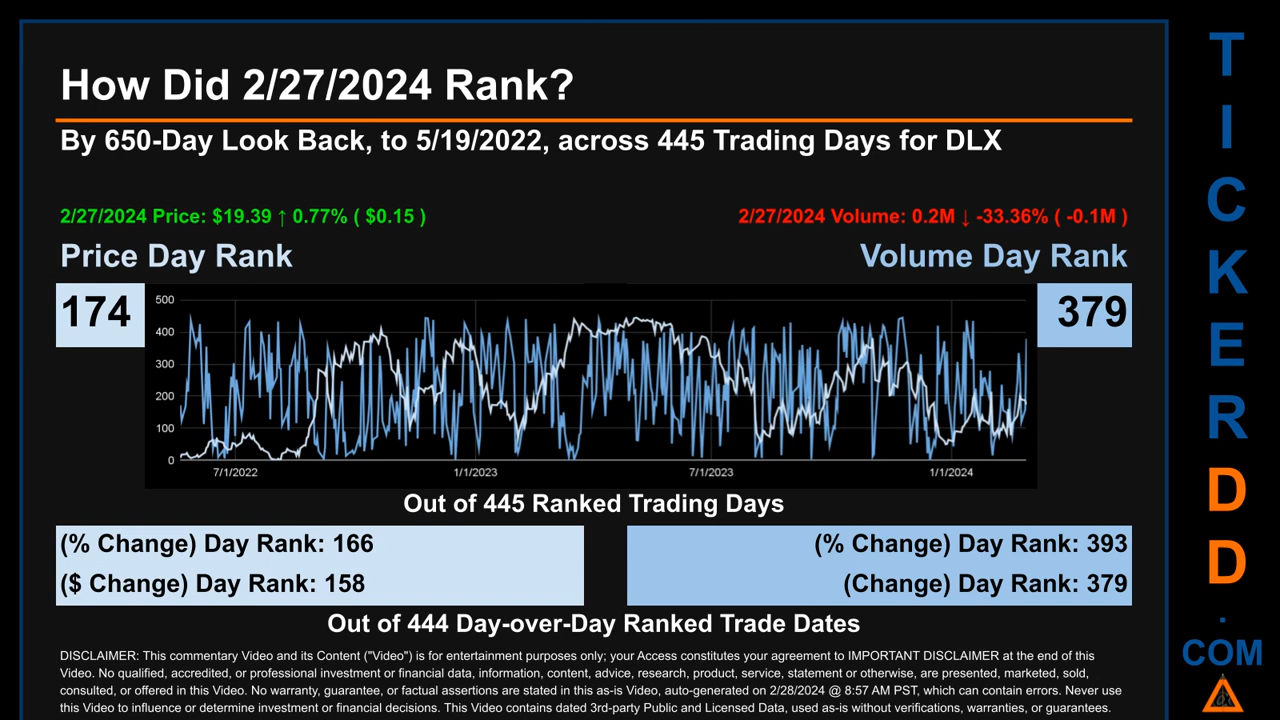 How Did 2/27/2024 Rank?
By 650-Day Look Back, to 5/19/2022, across 445 Trading Days for DLX
2/27/2024 Price: $19.39 ↑ 0.77% ( $0.15 )
2/27/2024 Volume: 0.2M ↓ -33.36% ( -0.1M )
Price Day Rank
Volume Day Rank
174
379
500
400
300
200
100
0
7/1/2022
1/1/2023
7/1/2023
1/1/2024
Out of 445 Ranked Trading Days
(% Change) Day Rank: 166
($ Change) Day Rank: 158
(% Change) Day Rank: 393
(Change) Day Rank: 379
Out of 444 Day-over-Day Ranked Trade Dates
DISCLAIMER: This commentary Video and its Content ("Video") is for entertainment purposes only; your Access constitutes your agreement to IMPORTANT DISCLAIMER at the end of this
Video. No qualified, accredited, or professional investment or financial data, information, content, advice, research, product, service, statement or otherwise, are presented, marketed, sold,
consulted, or offered in this Video. No warranty, guarantee, or factual assertions are stated in this as-is Video, auto-generated on 2/28/2024 @ 8:57 AM PST, which can contain errors. Never use
this Video to influence or determine investment or financial decisions. This Video contains dated 3rd-party Public and Licensed Data, used as-is without verifications, warranties, or guarantees.
T
I
C
K
E
R
D
D
.
COM